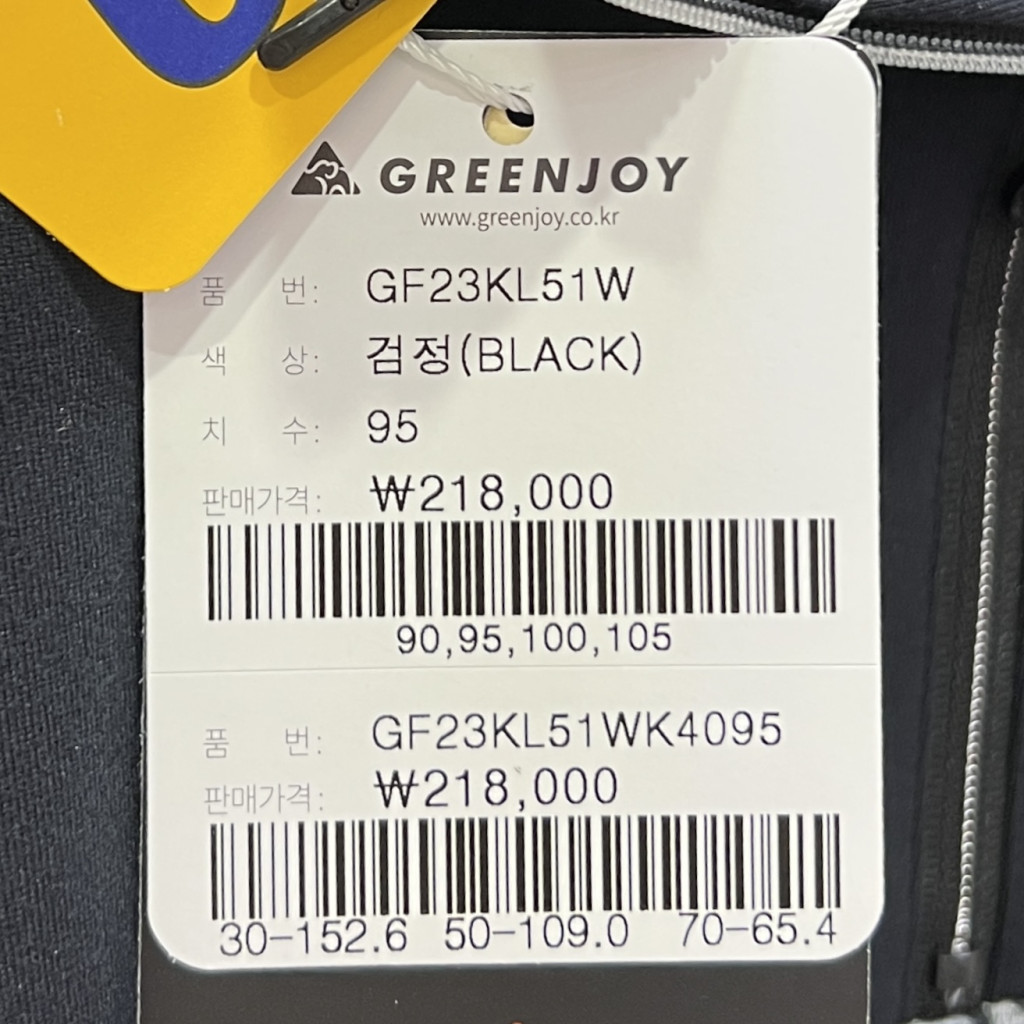 GREENJOY
www.greenjoy.co.kr
품 번: GF23KL51W
색 상: 검정(BLACK)
치 수: 95
판매가격: ₩218,000
90,95,100,105
품 번: GF23KL51WK4095
판매가격: ₩218,000
30-152.6 50-109.0 70-65.4